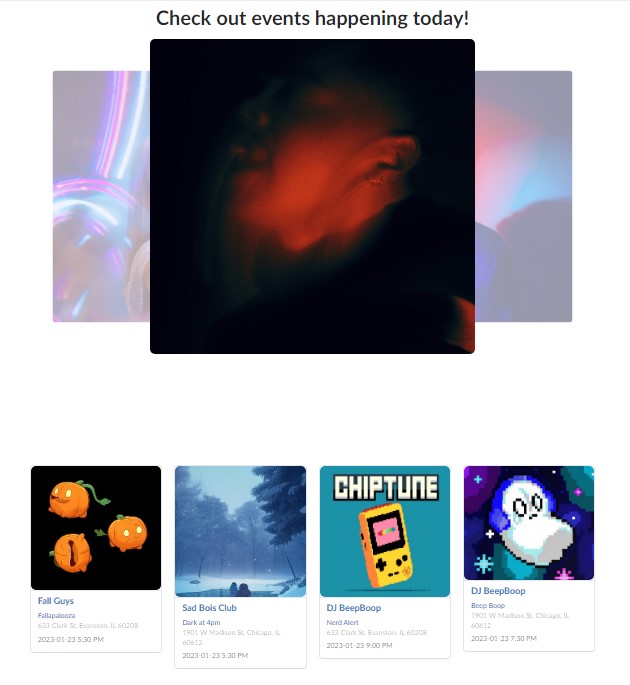 Check out events happening today!
CHIPTUNE
Fall Guys
Fallapalooza
633 Clark St, Evanston, IL 60208
2023-01-23 5:30 PM
Sad Bois Club
Dark at 4pm
1901 W Madison St, Chicago, IL
60612
2023-01-23 5:30 PM
DJ BeepBoop
Nerd Alert
633 Clark St, Evanston, IL 60208
2023-01-23 9:00 PM
DJ BeepBoop
Beep Boop
1901 W Madison St, Chicago, IL
60612
2023-01-23 7:30 PM